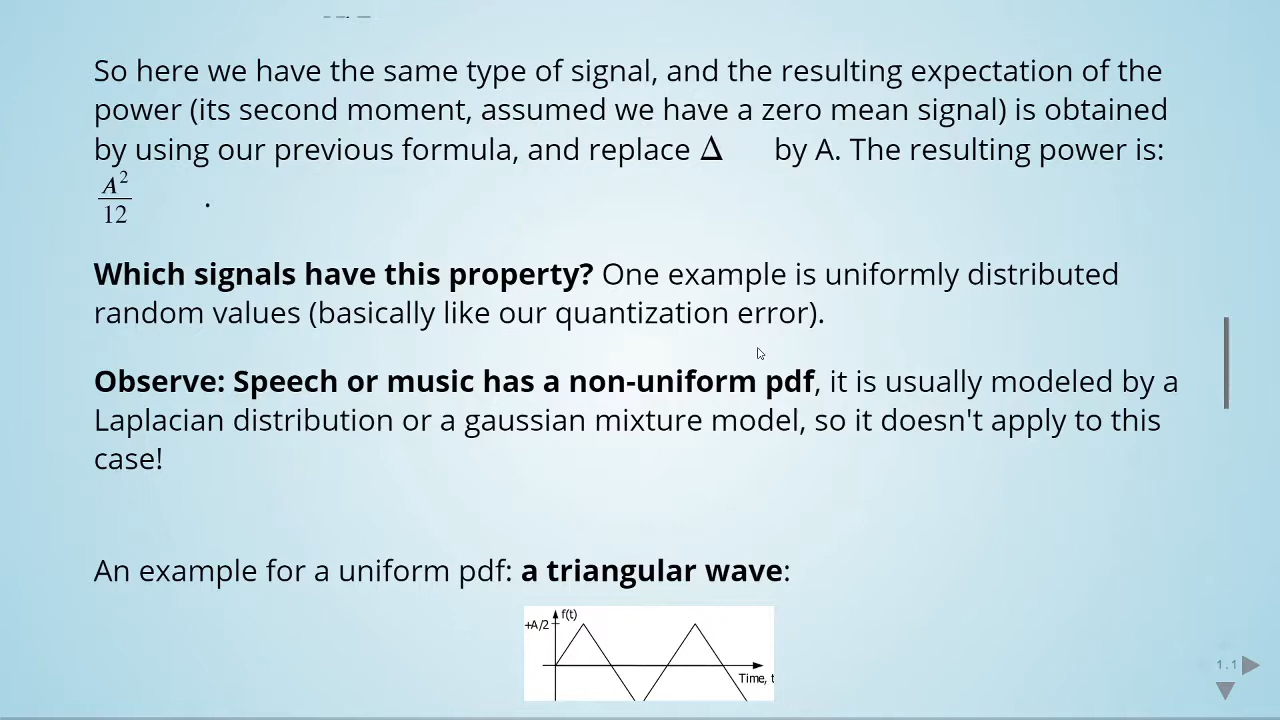 So here we have the same type of signal, and the resulting expectation of the
power (its second moment, assumed we have a zero mean signal) is obtained
by using our previous formula, and replace Δ by A. The resulting power is:
A²/12 .
Which signals have this property? One example is uniformly distributed
random values (basically like our quantization error).
Observe: Speech or music has a non-uniform pdf, it is usually modeled by a
Laplacian distribution or a gaussian mixture model, so it doesn't apply to this
case!
An example for a uniform pdf: a triangular wave:
f(t)
+A/2
Time, t
1.1